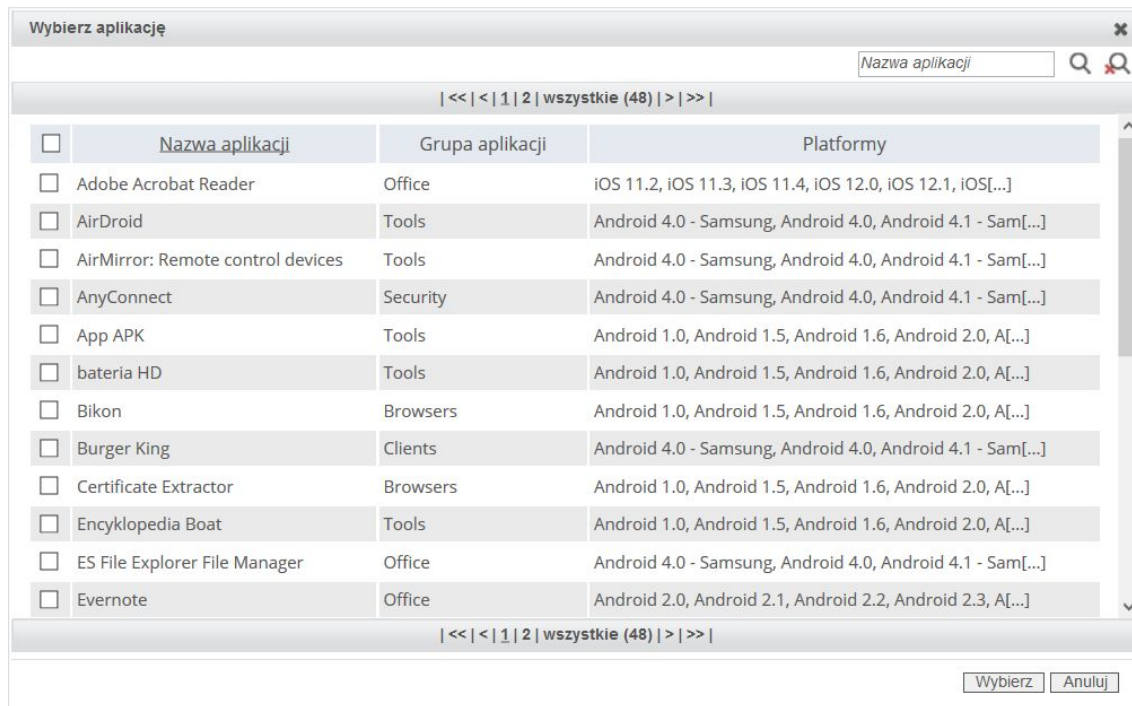 Wybierz aplikację
Nazwa aplikacji
| << | < | 1 | 2 | wszystkie (48) | > | >> |
Nazwa aplikacji Grupa aplikacji Platformy
Adobe Acrobat Reader Office iOS 11.2, iOS 11.3, iOS 11.4, iOS 12.0, iOS 12.1, iOS[...]
AirDroid Tools Android 4.0 - Samsung, Android 4.0, Android 4.1 - Sam[...]
AirMirror: Remote control devices Tools Android 4.0 - Samsung, Android 4.0, Android 4.1 - Sam[...]
AnyConnect Security Android 4.0 - Samsung, Android 4.0, Android 4.1 - Sam[...]
App APK Tools Android 1.0, Android 1.5, Android 1.6, Android 2.0, A[...]
bateria HD Tools Android 1.0, Android 1.5, Android 1.6, Android 2.0, A[...]
Bikon Browsers Android 1.0, Android 1.5, Android 1.6, Android 2.0, A[...]
Burger King Clients Android 4.0 - Samsung, Android 4.0, Android 4.1 - Sam[...]
Certificate Extractor Browsers Android 1.0, Android 1.5, Android 1.6, Android 2.0, A[...]
Encyklopedia Boat Tools Android 1.0, Android 1.5, Android 1.6, Android 2.0, A[...]
ES File Explorer File Manager Office Android 4.0 - Samsung, Android 4.0, Android 4.1 - Sam[...]
Evernote Office Android 2.0, Android 2.1, Android 2.2, Android 2.3, A[...]
| << | < | 1 | 2 | wszystkie (48) | > | >> |
Wybierz Anuluj